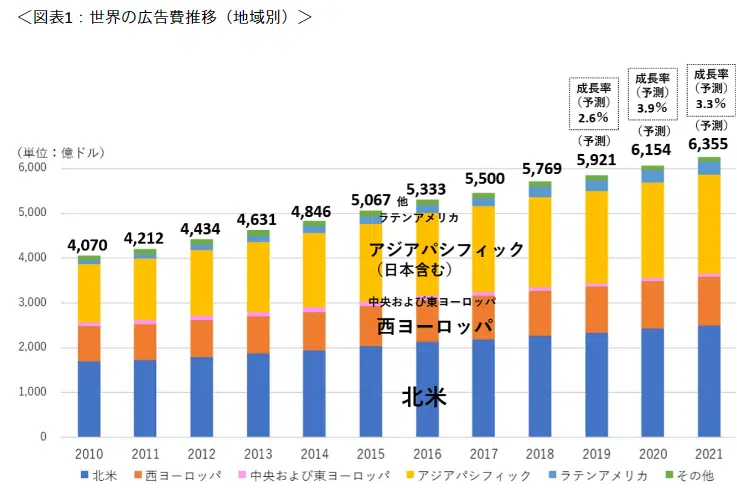 ＜図表1：世界の広告費推移（地域別）＞
成長率
（予測）
2.6%
成長率
（予測）
3.9%
成長率
（予測）
3.3%
（単位：億ドル）
（予測）
（予測）
（予測）
4,070
4,212
4,434
4,631
4,846
5,067
5,333
5,500
5,769
5,921
6,154
6,355
6,000
5,000
4,000
3,000
2,000
1,000
0
他
ラテンアメリカ
アジアパシフィック
（日本含む）
中央および東ヨーロッパ
西ヨーロッパ
北米
2010 2011 2012 2013 2014 2015 2016 2017 2018 2019 2020 2021
北米 西ヨーロッパ 中央および東ヨーロッパ アジアパシフィック ラテンアメリカ その他